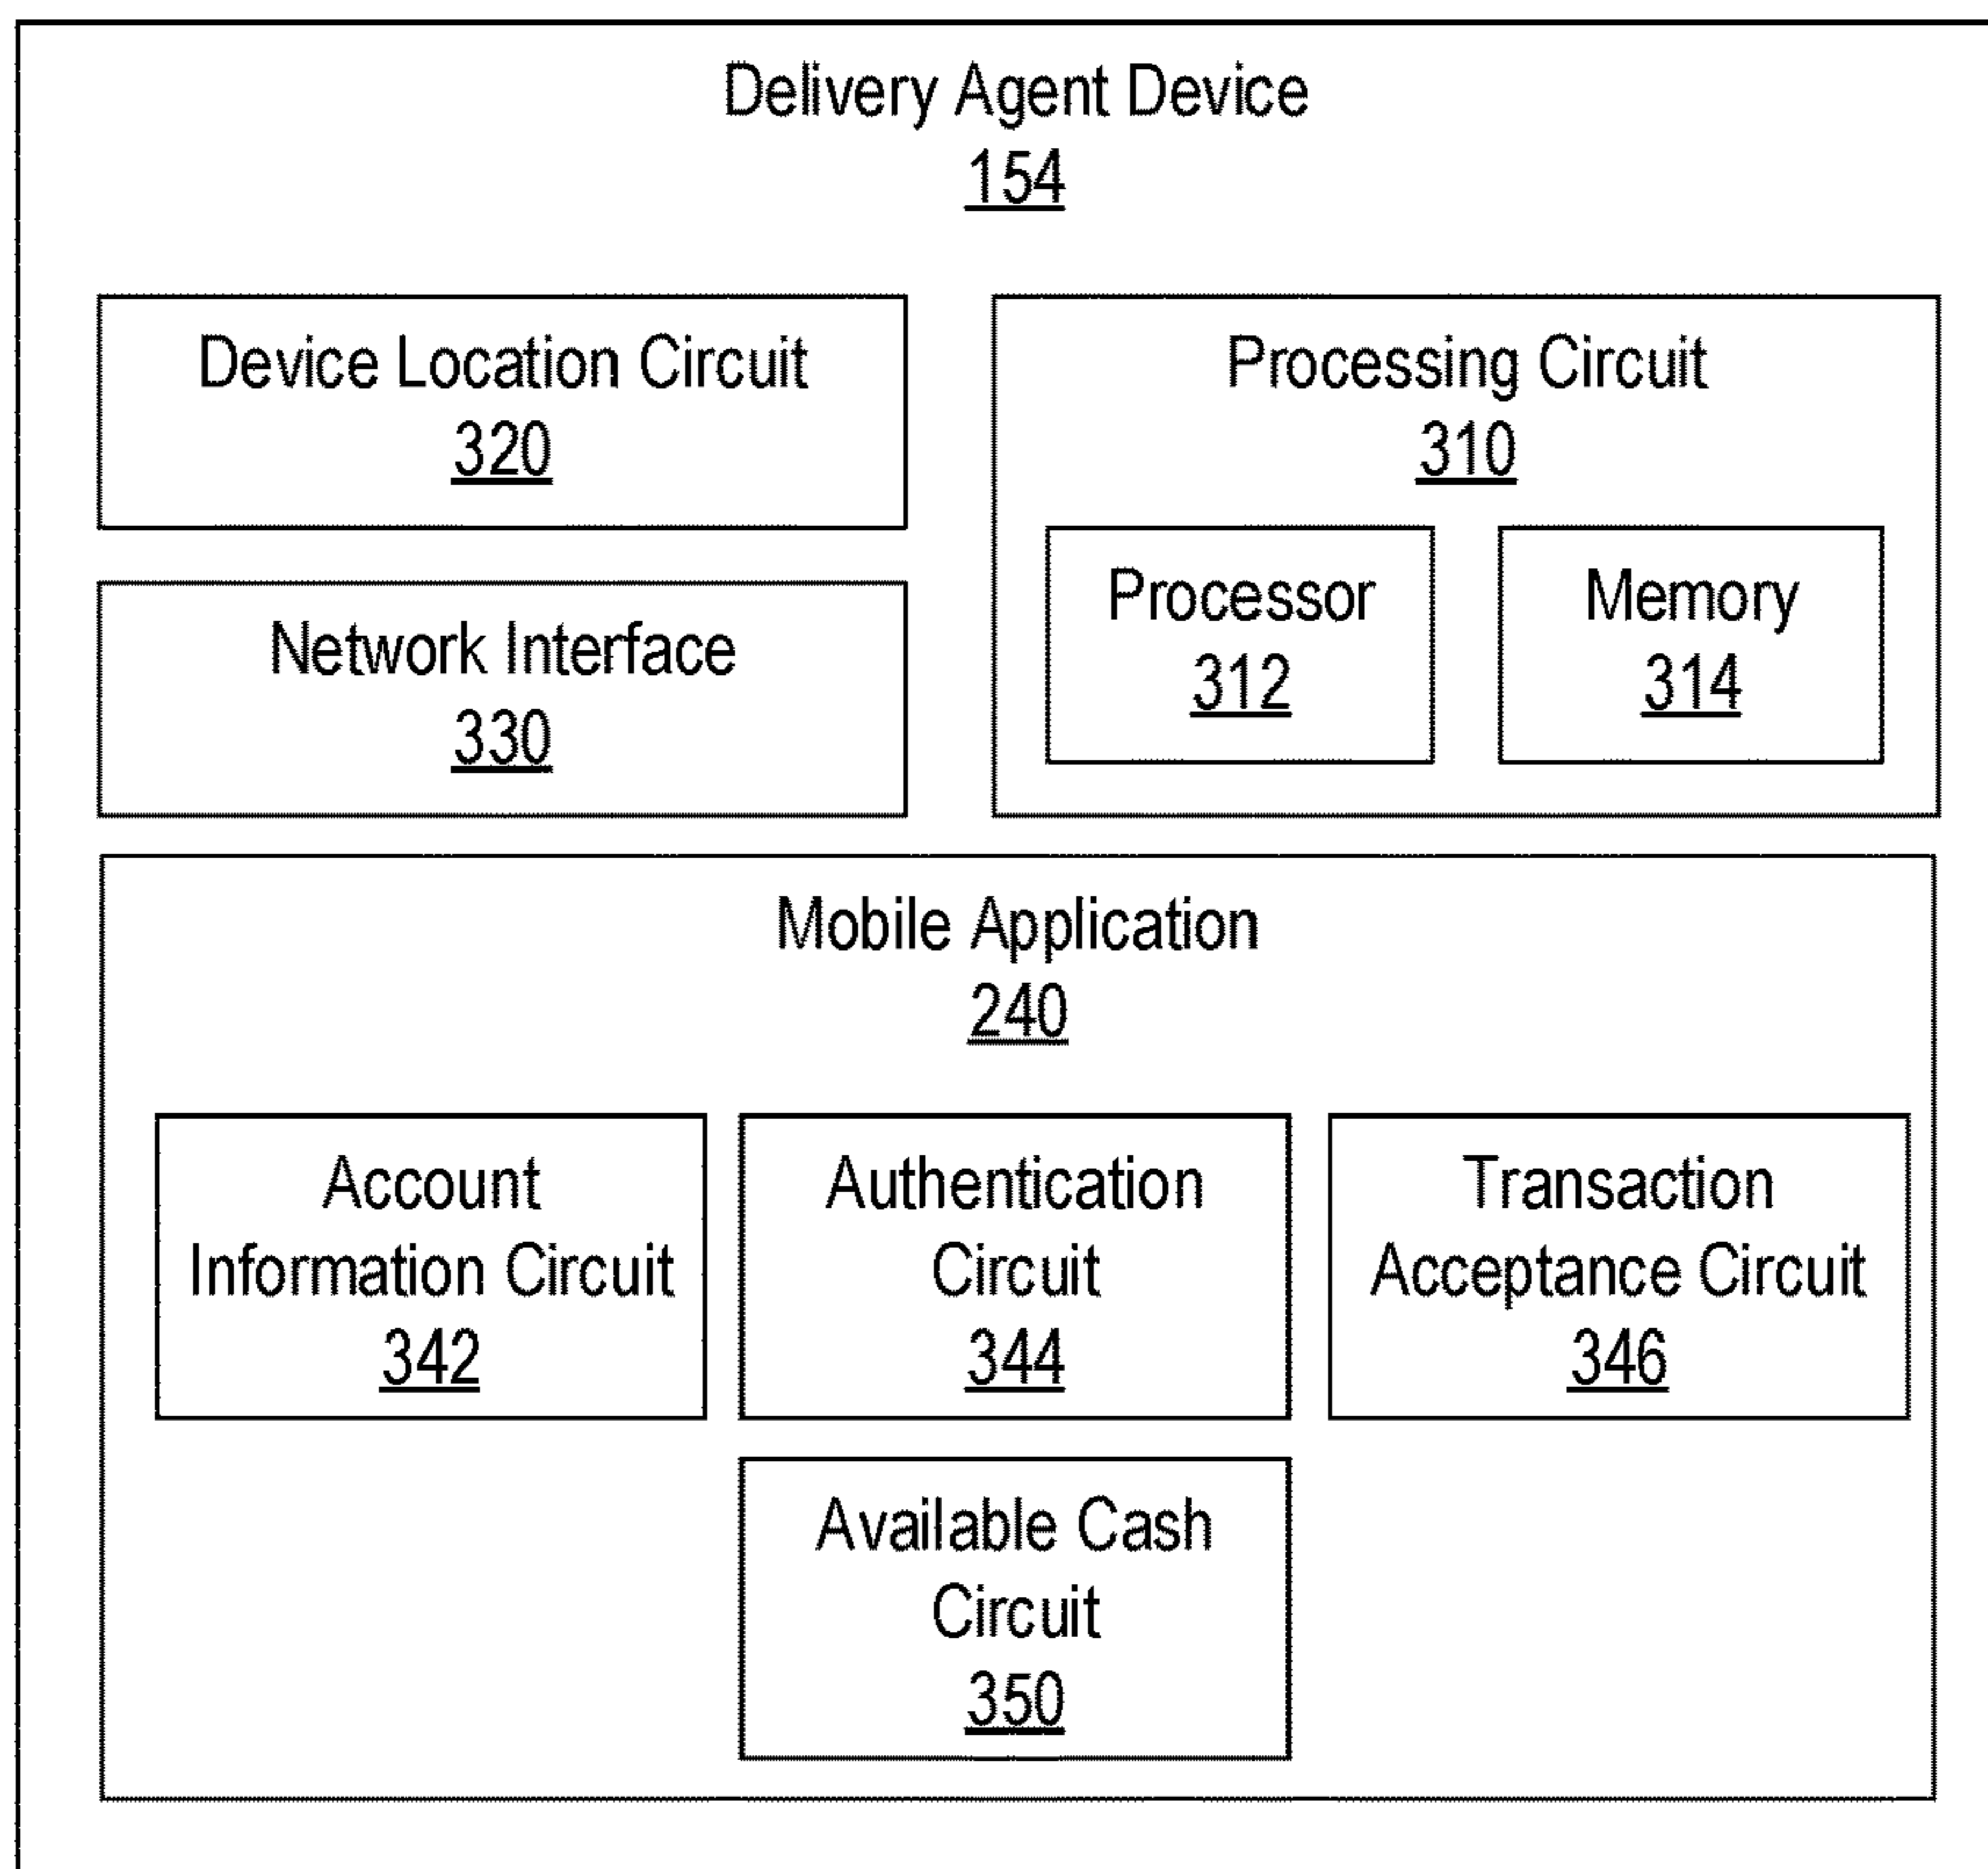 Delivery Agent Device
154
Device Location Circuit
320
Network Interface
330
Processing Circuit
310
Processor
312
Memory
314
Mobile Application
240
Account
Information Circuit
342
Authentication
Circuit
344
Transaction
Acceptance Circuit
346
Available Cash
Circuit
350